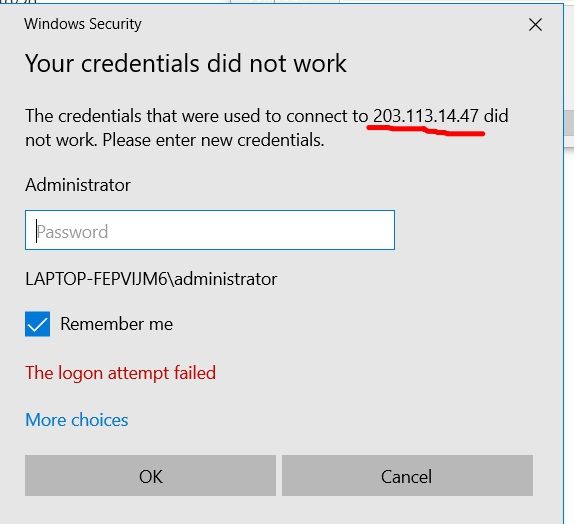 Windows Security
Your credentials did not work
The credentials that were used to connect to 203.113.14.47 did
not work. Please enter new credentials.
Administrator
Password
LAPTOP-FEPVIJM6\administrator
Remember me
The logon attempt failed
More choices
OK
Cancel